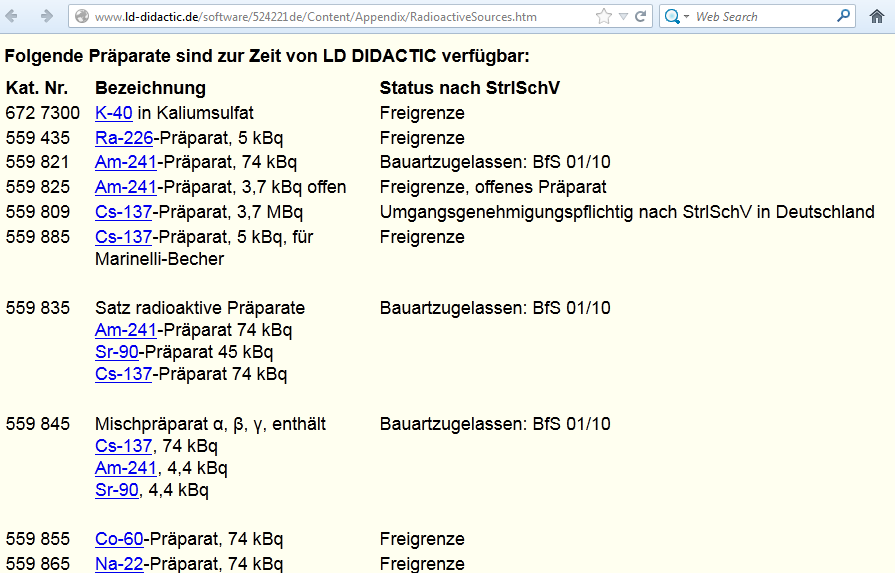 www.ld-didactic.de/software/524221de/Content/Appendix/RadioactiveSources.htm
Web Search
Folgende Präparate sind zur Zeit von LD DIDACTIC verfügbar:
Kat. Nr. Bezeichnung Status nach StrlSchV
672 7300 K-40 in Kaliumsulfat Freigrenze
559 435 Ra-226-Präparat, 5 kBq Freigrenze
559 821 Am-241-Präparat, 74 kBq Bauartzugelassen: BfS 01/10
559 825 Am-241-Präparat, 3,7 kBq offen Freigrenze, offenes Präparat
559 809 Cs-137-Präparat, 3,7 MBq Umgangsgenehmigungspflichtig nach StrlSchV in Deutschland
559 885 Cs-137-Präparat, 5 kBq, für Freigrenze
Marinelli-Becher
559 835 Satz radioaktive Präparate Bauartzugelassen: BfS 01/10
Am-241-Präparat 74 kBq
Sr-90-Präparat 45 kBq
Cs-137-Präparat 74 kBq
559 845 Mischpräparat α, β, γ, enthält Bauartzugelassen: BfS 01/10
Cs-137, 74 kBq
Am-241, 4,4 kBq
Sr-90, 4,4 kBq
559 855 Co-60-Präparat, 74 kBq Freigrenze
559 865 Na-22-Präparat, 74 kBq Freigrenze